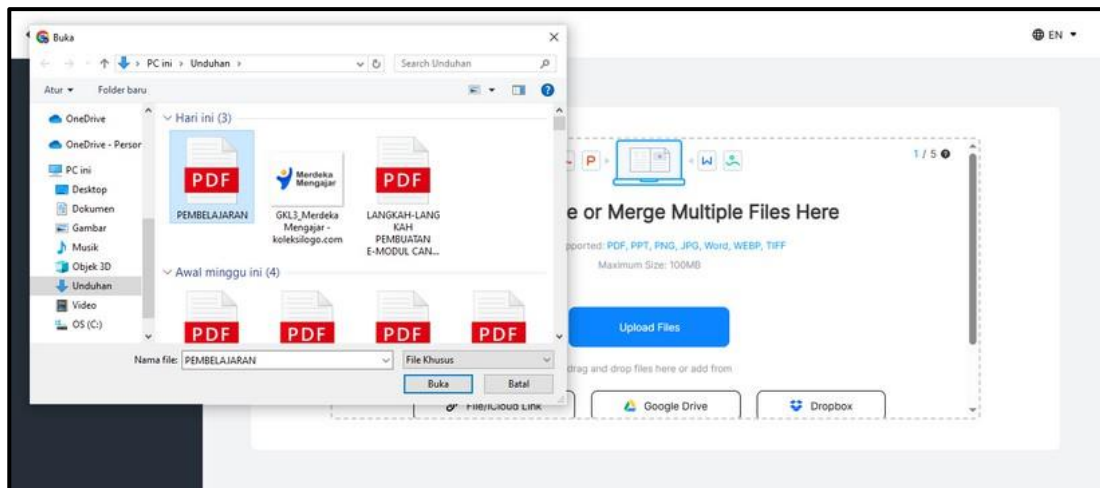 Buka
EN
PC ini > Unduhan >
Search Unduhan
Atur
Folder baru
OneDrive
OneDrive - Person
PC ini
Desktop
Dokumen
Gambar
Musik
Objek 3D
Unduhan
Video
OS (C:)
Hari ini (3)
PDF
PEMBELAJARAN
Merdeka
Mengajar
GKL3_Merdeka
Mengajar -
koleksilogo.com
PDF
LANGKAH-LANG
KAH
PEMBUATAN
E-MODUL CAN...
Awal minggu ini (4)
PDF
PDF
PDF
PDF
Nama file: PEMBELAJARAN
File Khusus
Buka
Batal
P
W
1 / 5
e or Merge Multiple Files Here
pported: PDF, PPT, PNG, JPG, Word, WEBP, TIFF
Maximum Size: 100MB
Upload Files
drag and drop files here or add from
File/iCloud Link
Google Drive
Dropbox